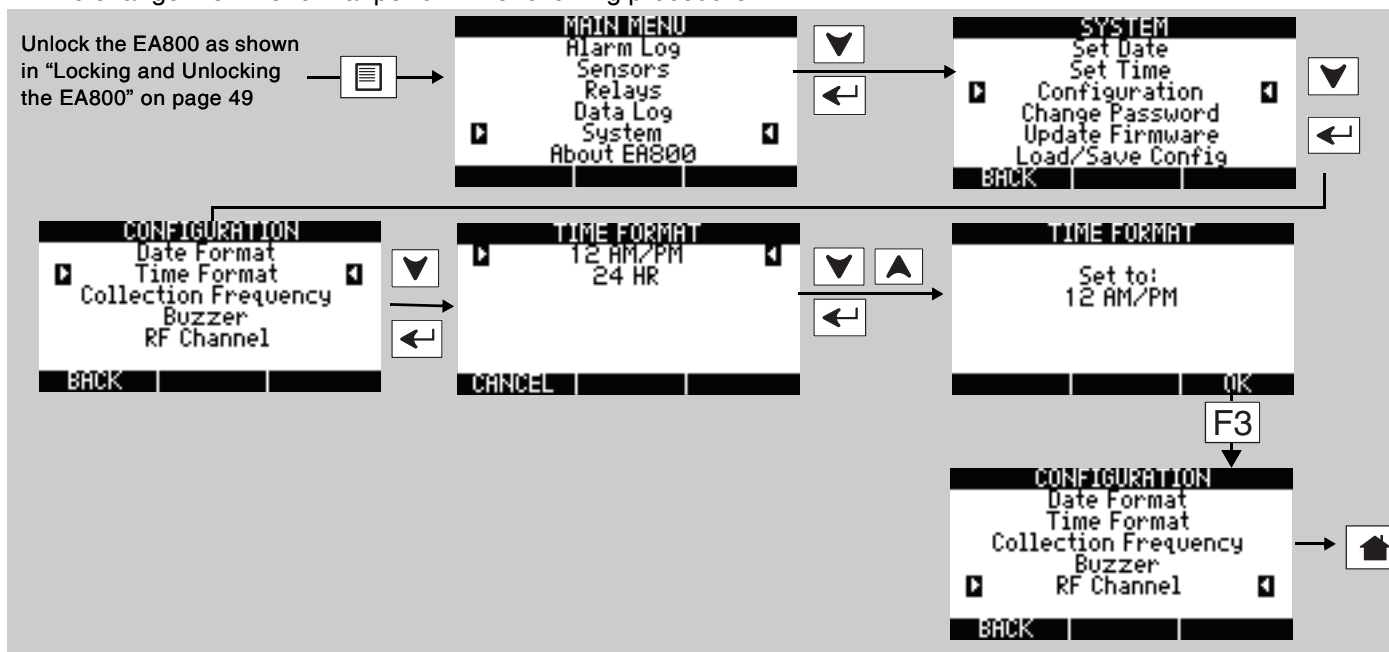 Unlock the EA800 as shown
in “Locking and Unlocking
the EA800” on page 49
MAIN MENU
Alarm Log
Sensors
Relays
Data Log
System
About EA800
SYSTEM
Set Date
Set Time
Configuration
Change Password
Update Firmware
Load/Save Config
BACK
CONFIGURATION
Date Format
Time Format
Collection Frequency
Buzzer
RF Channel
BACK
TIME FORMAT
12 AM/PM
24 HR
CANCEL
TIME FORMAT
Set to:
12 AM/PM
OK
F3
CONFIGURATION
Date Format
Time Format
Collection Frequency
Buzzer
RF Channel
BACK